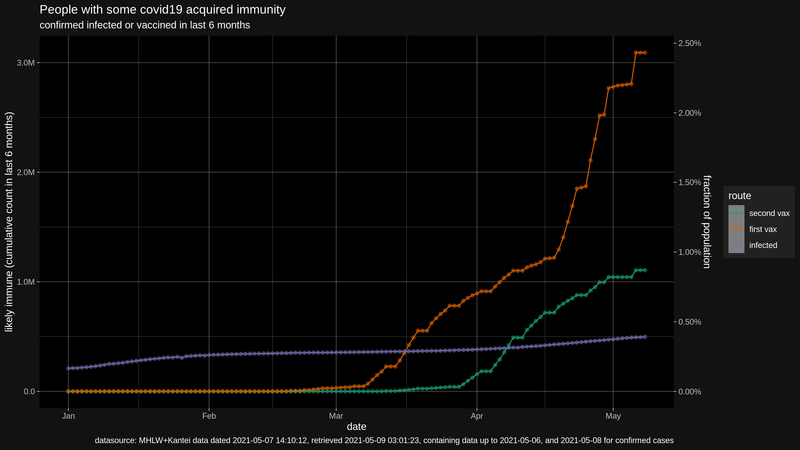 People with some covid19 acquired immunity
confirmed infected or vaccined in last 6 months
likely immune (cumulative count in last 6 months)
3.0M
2.0M
1.0M
0.0
2.50%
2.00%
1.50%
1.00%
0.50%
0.00%
fraction of population
route
second vax
first vax
infected
Jan
Feb
Mar
Apr
May
date
datasource: MHLW+Kantei data dated 2021-05-07 14:10:12, retrieved 2021-05-09 03:01:23, containing data up to 2021-05-06, and 2021-05-08 for confirmed cases